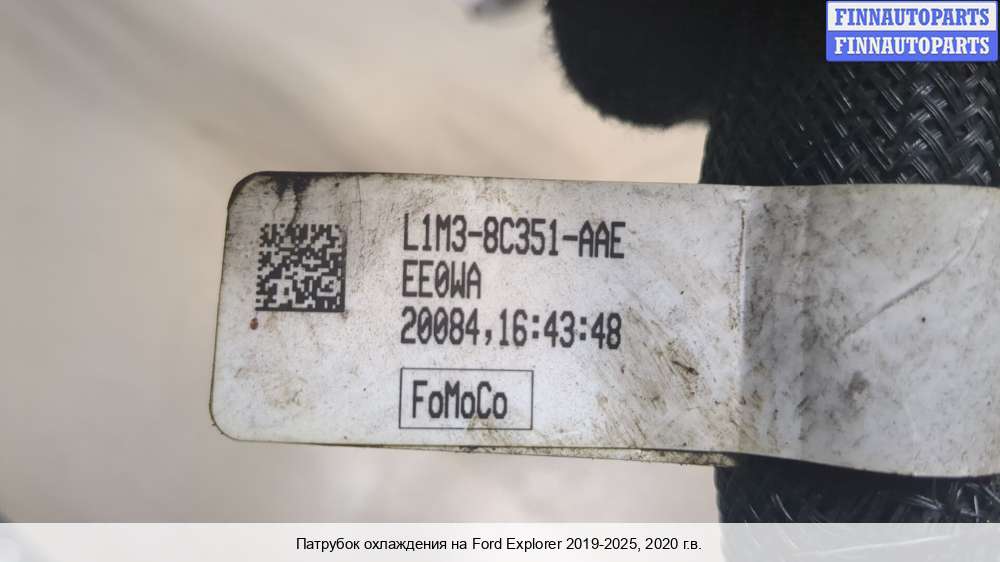 FINNAUTOPARTS
FINNAUTOPARTS
L1M3-8C351-AAE
EE0WA
20084,16:43:48
FoMoCo
Патрубок охлаждения на Ford Explorer 2019-2025, 2020 г.в.